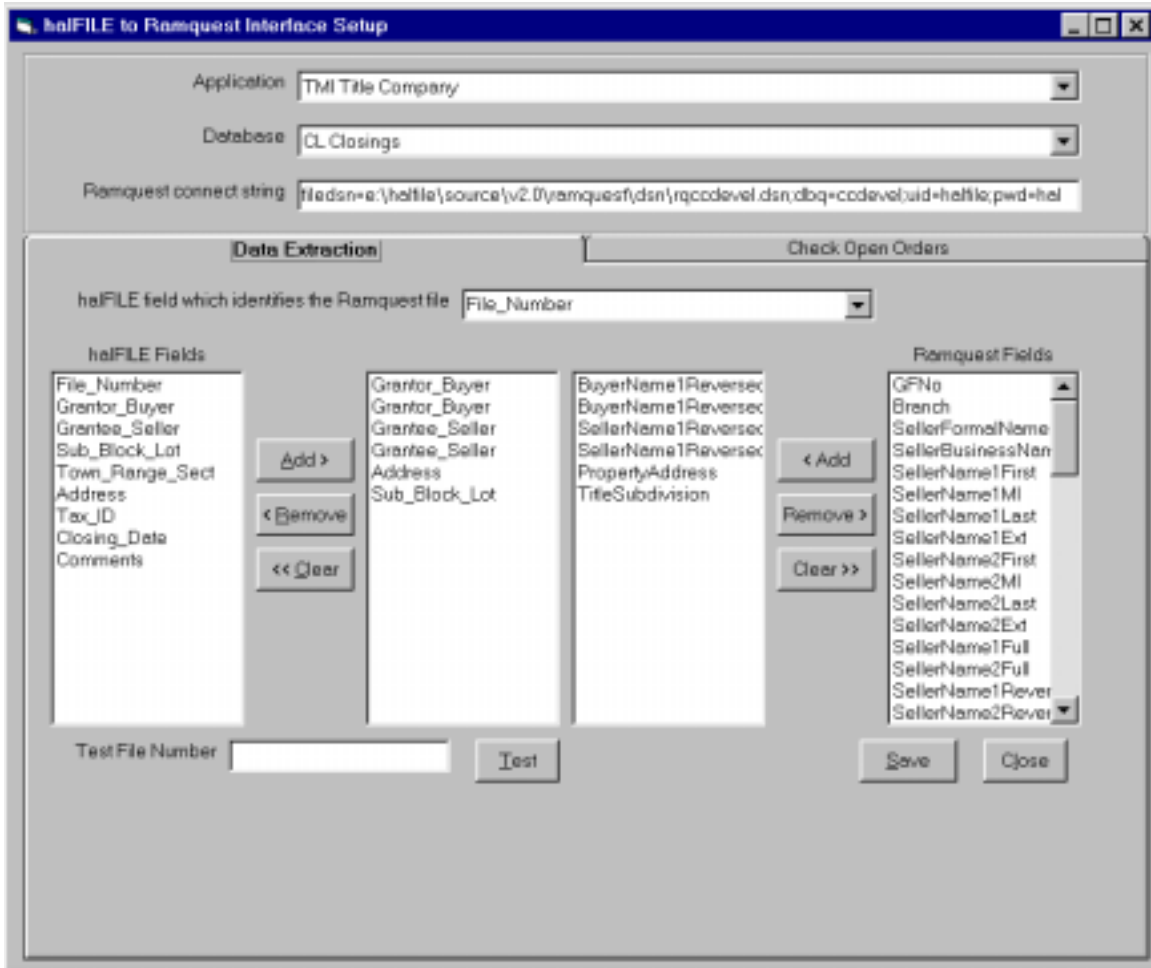 halFILE to Ramquest Interface Setup
Application TMI Title Company
Database CL Closings
Ramquest connect string filedsn=e:\halfile\source\v2.0\ramquest\dsn\rqccdevel.dsn;dbq=ccdevel;uid=halfile;pwd=hal
Data Extraction Check Open Orders
halFILE field which identifies the Ramquest file File_Number
halFILE Fields
File_Number
Grantor_Buyer
Grantee_Seller
Sub_Block_Lot
Town_Range_Sect
Address
Tax_ID
Closing_Date
Comments
Add >
< Remove
<< Clear
Grantor_Buyer
Grantor_Buyer
Grantee_Seller
Grantee_Seller
Address
Sub_Block_Lot
BuyerName1Reversed
BuyerName1Reversed
SellerName1Reversed
SellerName1Reversed
PropertyAddress
TitleSubdivision
< Add
Remove >
Clear >>
Ramquest Fields
GFNo
Branch
SellerFormalName
SellerBusinessNam
SellerName1First
SellerName1MI
SellerName1Last
SellerName1Ext
SellerName2First
SellerName2MI
SellerName2Last
SellerName2Ext
SellerName1Full
SellerName2Full
SellerName1Rever
SellerName2Rever
Test File Number
Test
Save
Close